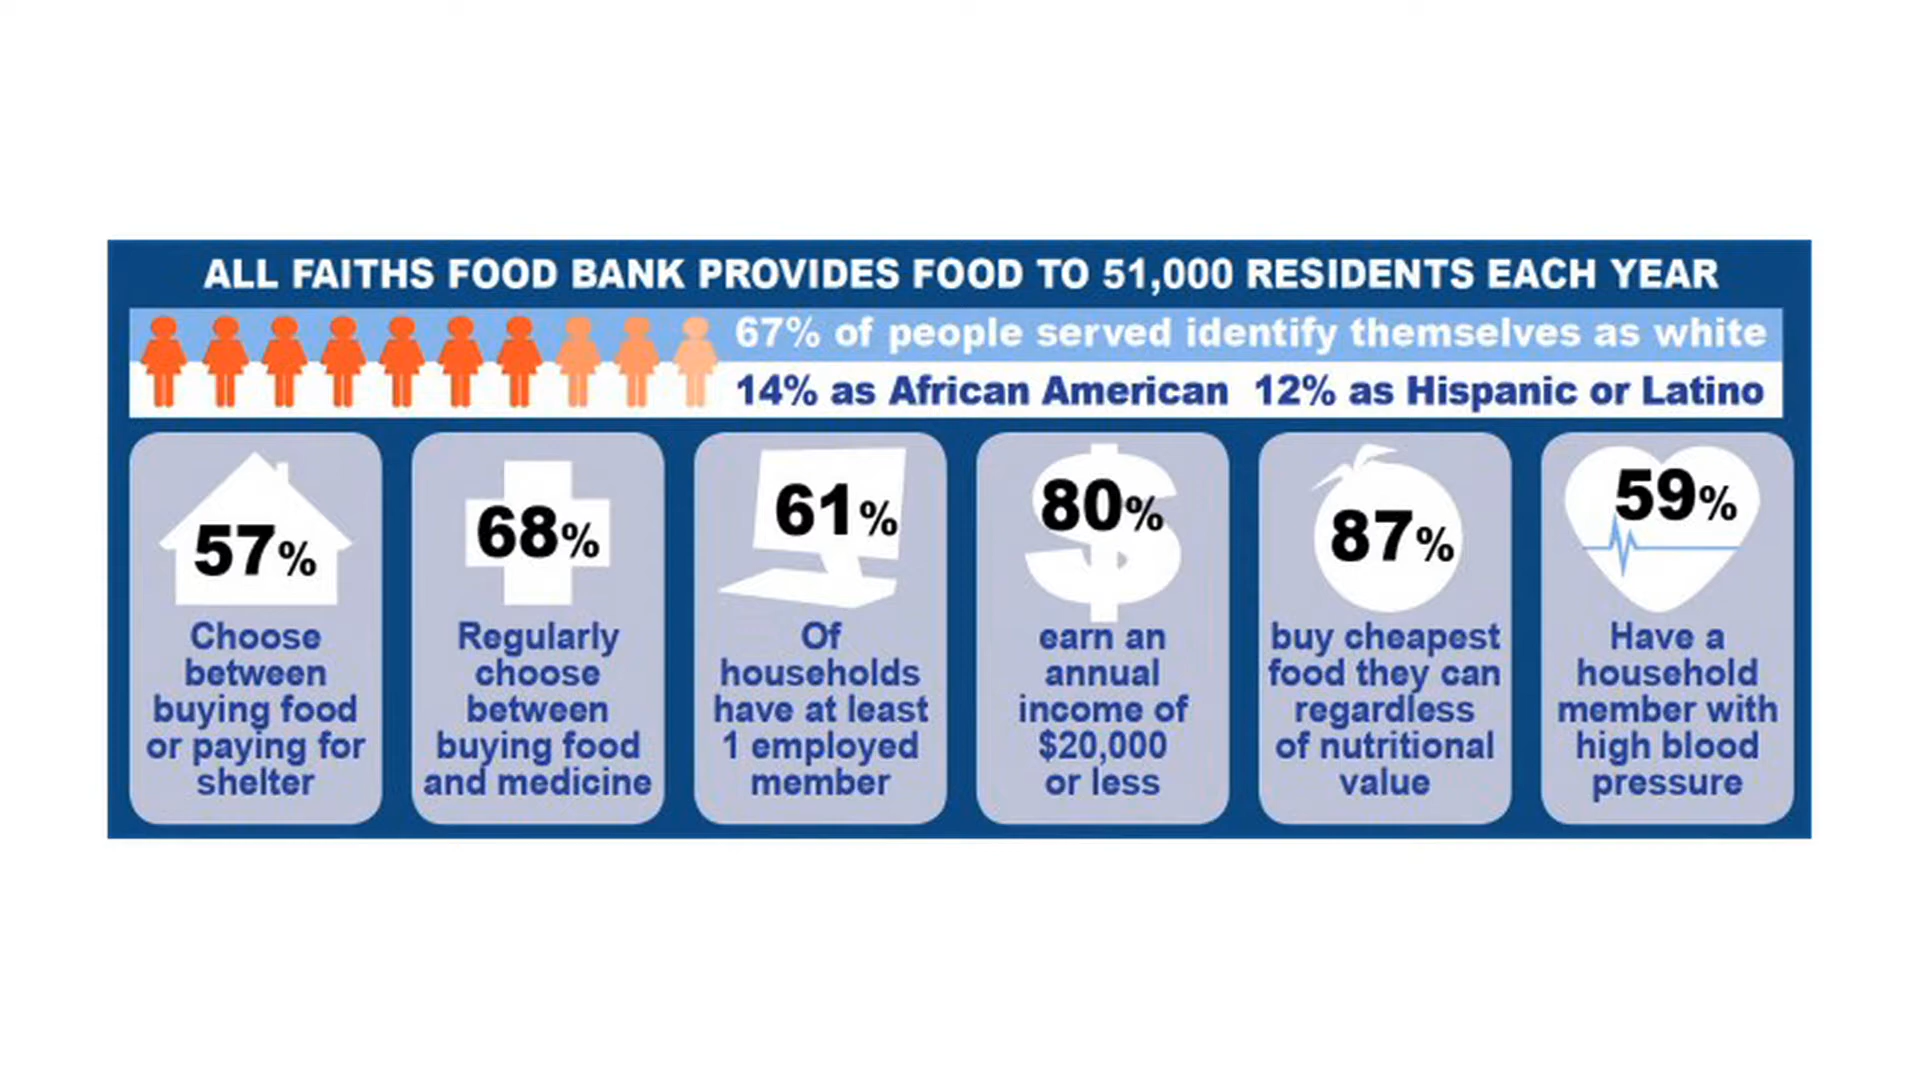 ALL FAITHS FOOD BANK PROVIDES FOOD TO 51,000 RESIDENTS EACH YEAR
67% of people served identify themselves as white
14% as African American 12% as Hispanic or Latino
57%
Choose
between
buying food
or paying for
shelter
68%
Regularly
choose
between
buying food
and medicine
61%
Of
households
have at least
1 employed
member
80%
earn an
annual
income of
$20,000
or less
87%
buy cheapest
food they can
regardless
of nutritional
value
59%
Have a
household
member with
high blood
pressure